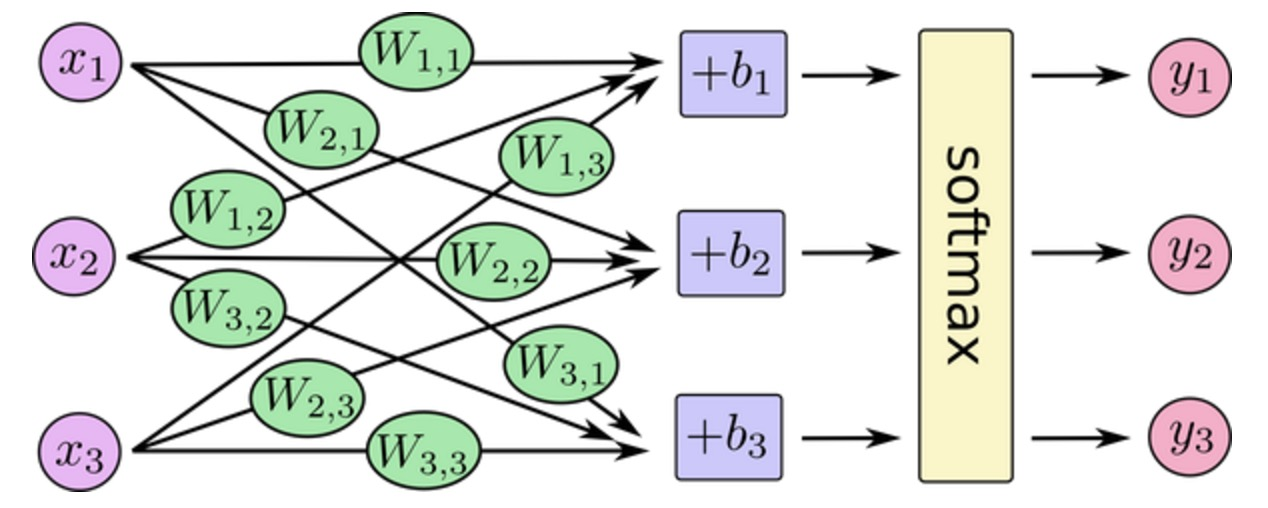 x1
W1,1
+b1
y1
W2,1
W1,3
W1,2
x2
W2,2
+b2
softmax
y2
W3,2
W3,1
W2,3
x3
W3,3
+b3
y3